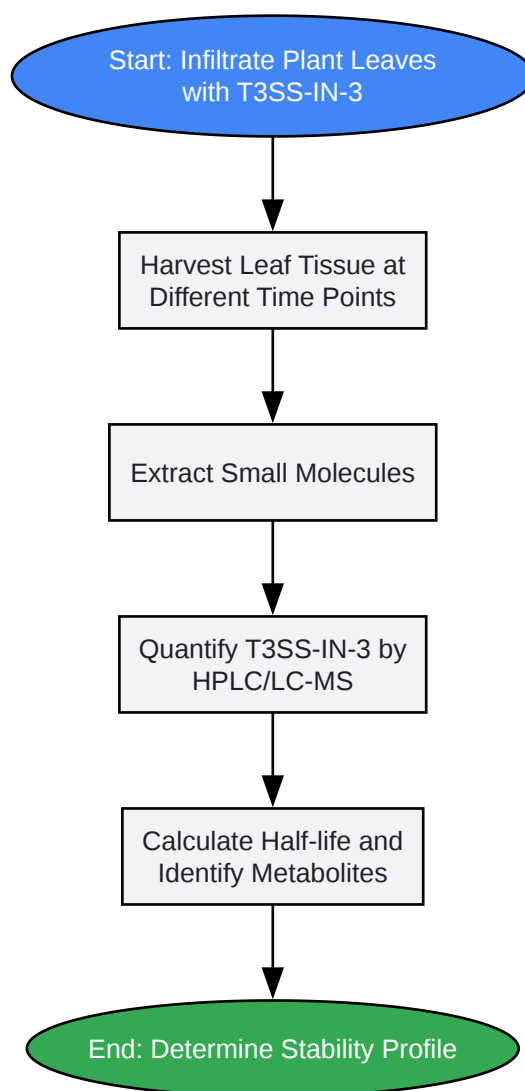 Start: Infiltrate Plant Leaves
with T3SS-IN-3
Harvest Leaf Tissue at
Different Time Points
Extract Small Molecules
Quantify T3SS-IN-3 by
HPLC/LC-MS
Calculate Half-life and
Identify Metabolites
End: Determine Stability Profile